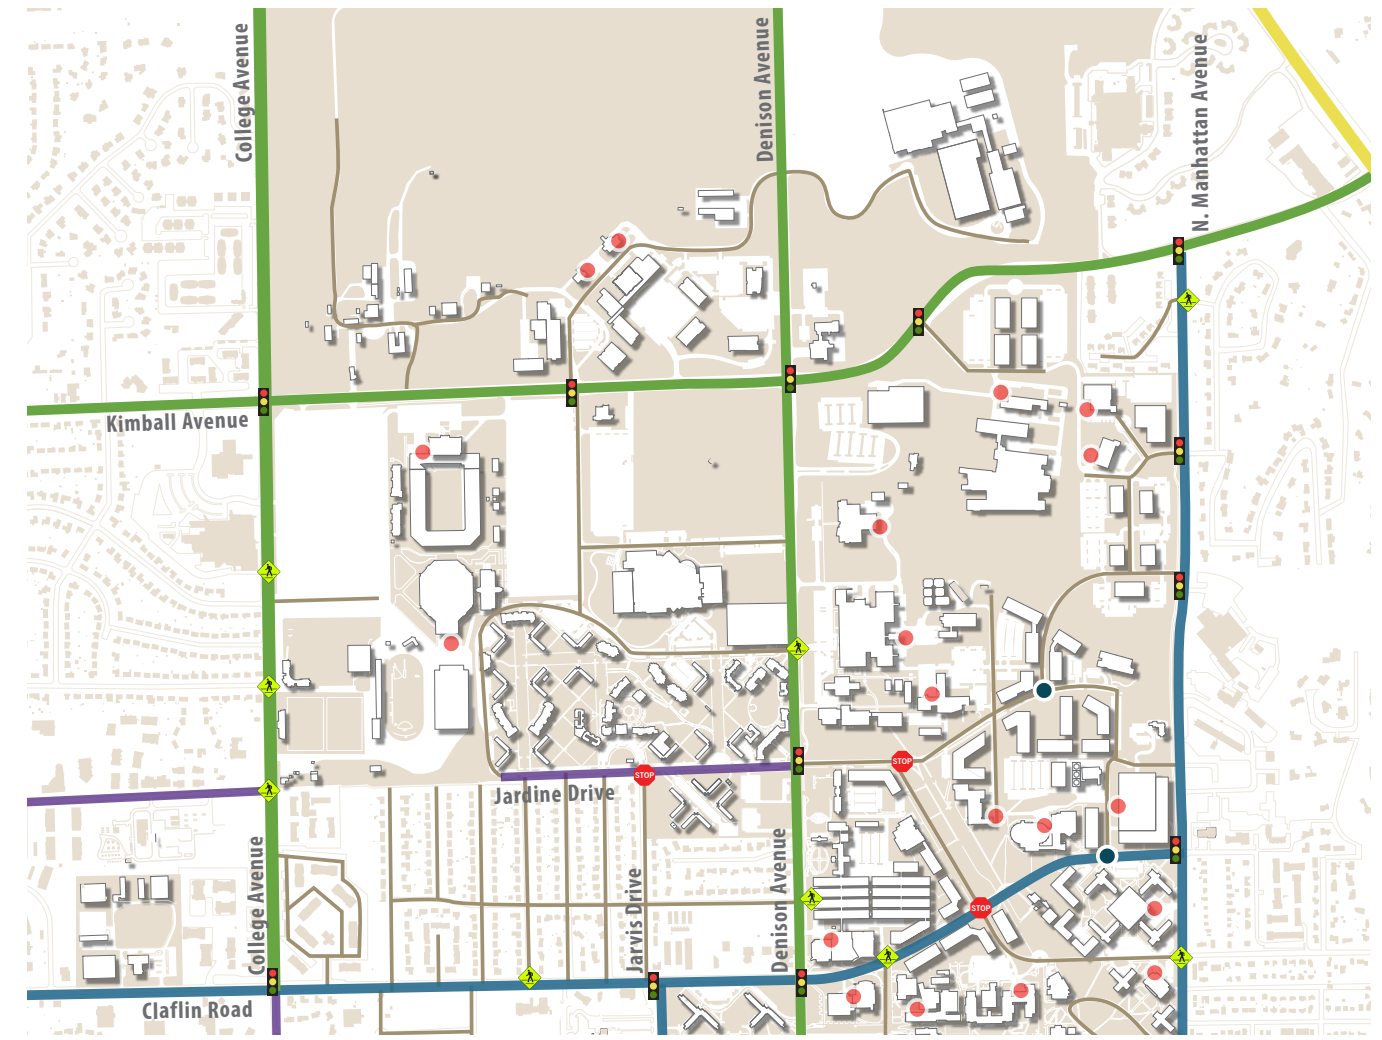 College Avenue
Denison Avenue
N. Manhattan Avenue
Kimball Avenue
STOP
STOP
Jardine Drive
Denison Avenue
College Avenue
Jarvis Drive
STOP
Claflin Road